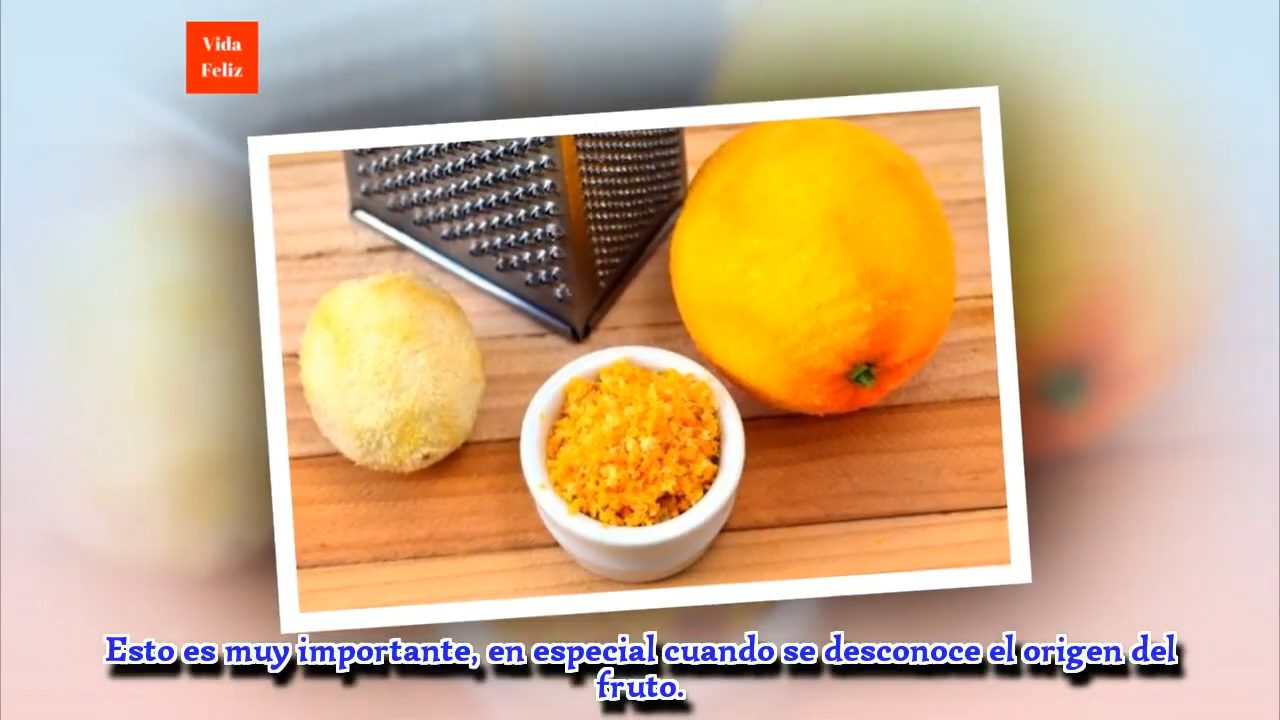 Vida
Feliz
Esto es muy importante, en especial cuando se desconoce el origen del
fruto.